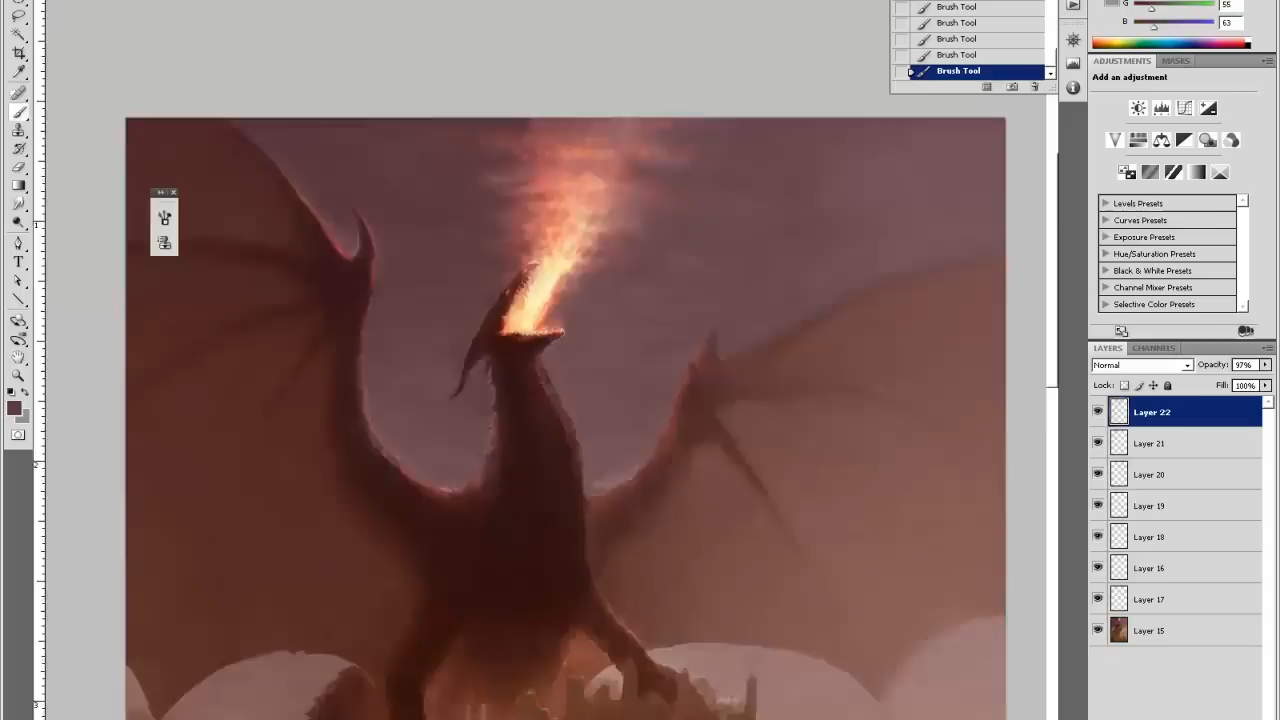 Brush Tool
Brush Tool
Brush Tool
Brush Tool
Brush Tool
G 55
B 63
ADJUSTMENTS MASKS
Add an adjustment
Levels Presets
Curves Presets
Exposure Presets
Hue/Saturation Presets
Black & White Presets
Channel Mixer Presets
Selective Color Presets
LAYERS CHANNELS
Normal Opacity: 97%
Lock: Fill: 100%
Layer 22
Layer 21
Layer 20
Layer 19
Layer 18
Layer 16
Layer 17
Layer 15
1
2
3